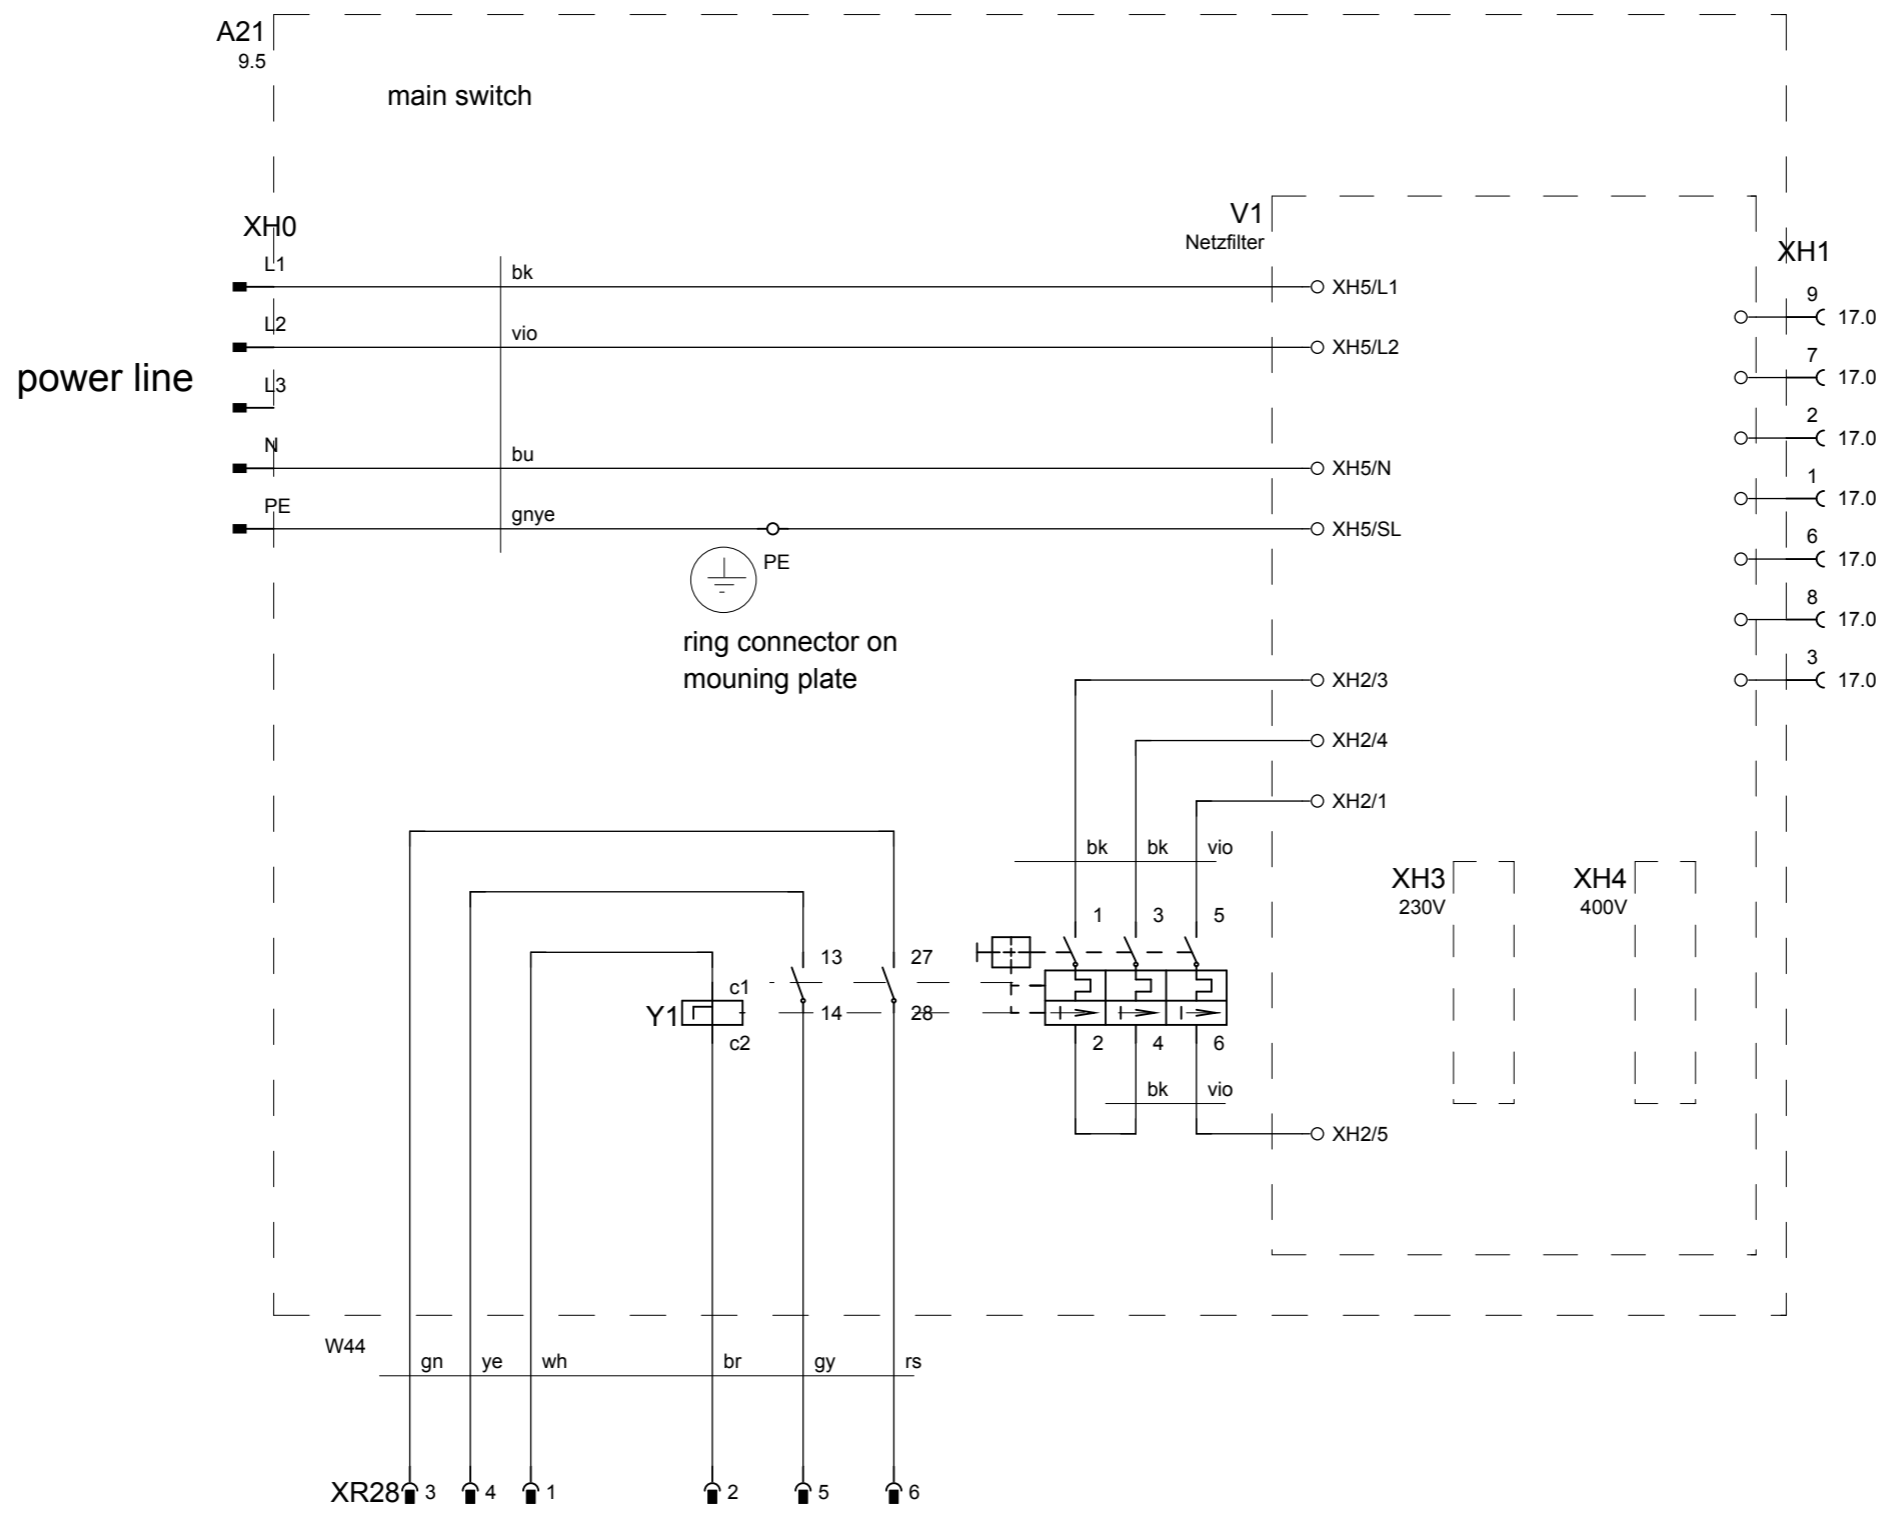 A21
9.5
main switch
XH0
V1
Netzfilter
XH1
L1
bk
XH5/L1
9
17.0
L2
vio
XH5/L2
7
17.0
power line
L3
2
17.0
N
bu
XH5/N
1
17.0
PE
gnye
XH5/SL
6
17.0
PE
8
17.0
ring connector on
mouning plate
XH2/3
3
17.0
XH2/4
XH2/1
bk
bk
vio
XH3
230V
XH4
400V
1
3
5
13
27
c1
Y1
14
28
c2
2
4
6
bk
vio
XH2/5
W44
gn
ye
wh
br
gy
rs
XR28
3
4
1
2
5
6